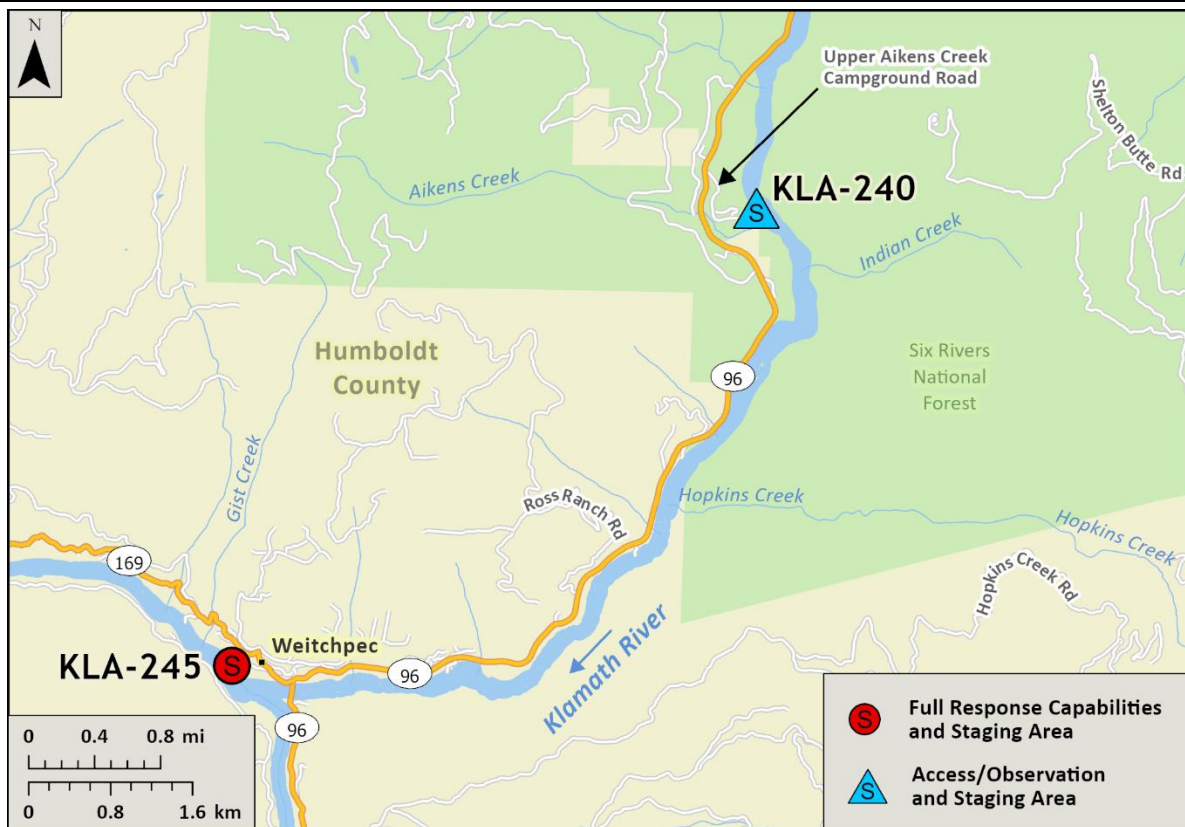 N
Upper Aikens Creek
Campground Road
Shelton Butte Rd
KLA-240
S
Aikens Creek
Indian Creek
Humboldt
County
96
Six Rivers
National
Forest
Gist Creek
Ross Ranch Rd
Hopkins Creek
Hopkins Creek
169
Hopkins Creek Rd
Weitchpec
KLA-245
S
96
Klamath River
96
0 0.4 0.8 mi
0 0.8 1.6 km
S
Full Response Capabilities
and Staging Area
S
Access/Observation
and Staging Area